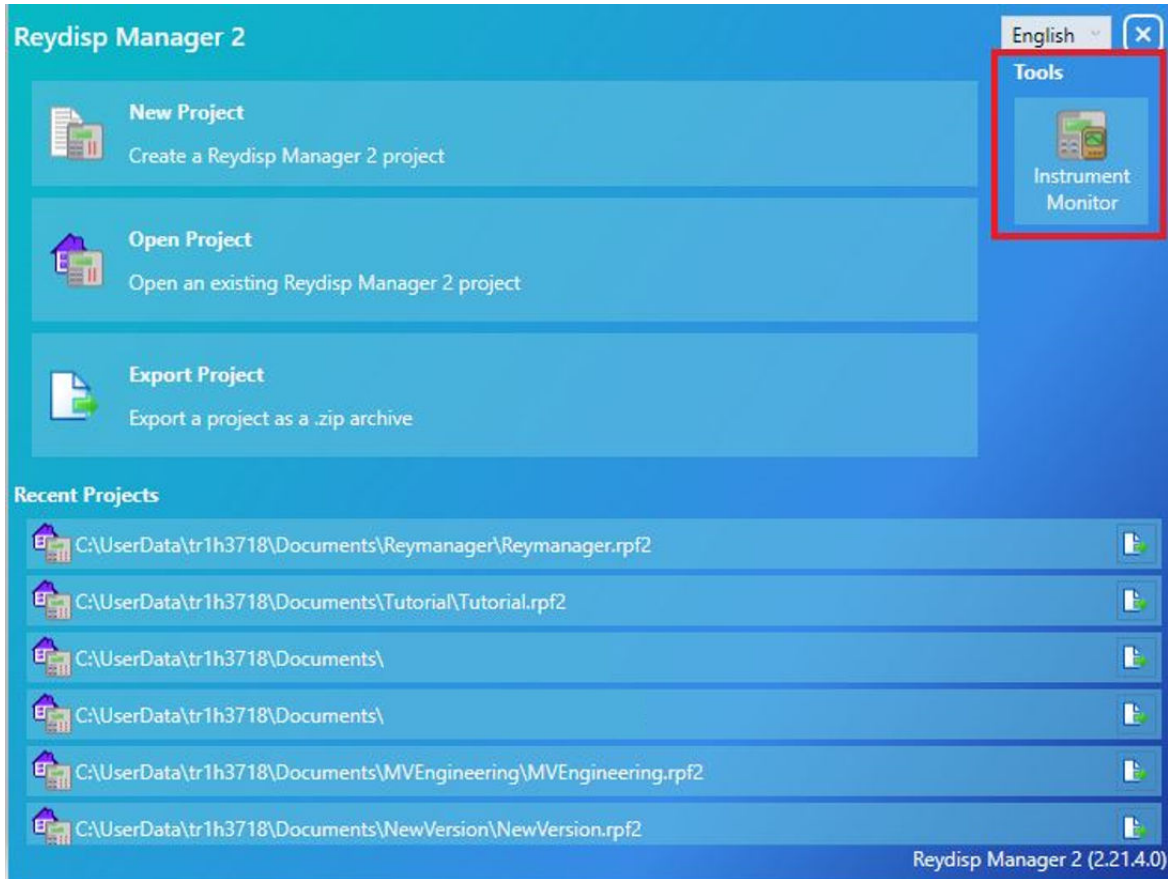 Reydisp Manager 2
English
Tools
Instrument
Monitor
New Project
Create a Reydisp Manager 2 project
Open Project
Open an existing Reydisp Manager 2 project
Export Project
Export a project as a .zip archive
Recent Projects
C:\UserData\tr1h3718\Documents\Reymanager\Reymanager.rpf2
C:\UserData\tr1h3718\Documents\Tutorial\Tutorial.rpf2
C:\UserData\tr1h3718\Documents\
C:\UserData\tr1h3718\Documents\
C:\UserData\tr1h3718\Documents\MVEngineering\MVEngineering.rpf2
C:\UserData\tr1h3718\Documents\NewVersion\NewVersion.rpf2
Reydisp Manager 2 (2.21.4.0)